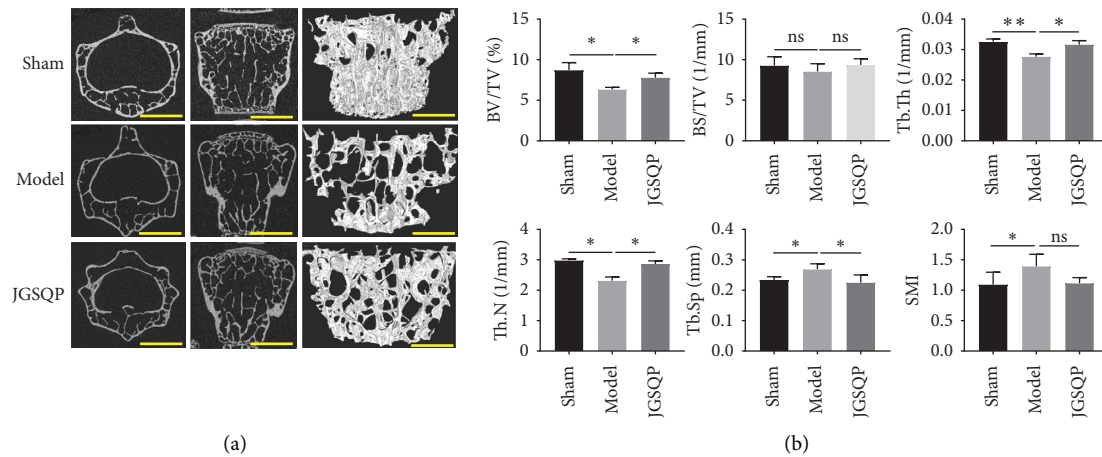 Sham
Model
JGSQP
(a)
BV/TV (%)
15
10
5
0
* *
Sham
Model
JGSQP
BS/TV (1/mm)
15
10
5
0
ns ns
Sham
Model
JGSQP
Tb.Th (1/mm)
0.04
0.03
0.02
0.01
0.00
** *
Sham
Model
JGSQP
Th.N (1/mm)
4
3
2
1
0
* *
Sham
Model
JGSQP
Tb.Sp (mm)
0.4
0.3
0.2
0.1
0.0
* *
Sham
Model
JGSQP
SMI
2.0
1.5
1.0
0.5
0.0
* ns
Sham
Model
JGSQP
(b)